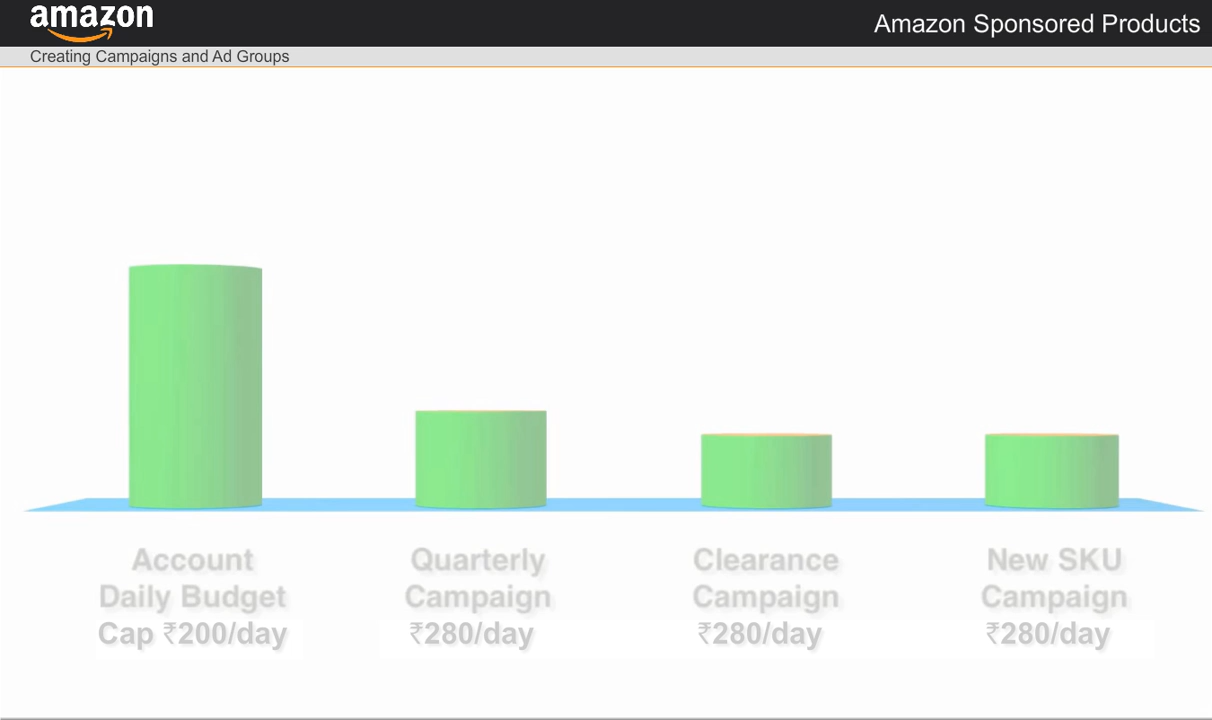 amazon
Amazon Sponsored Products
Creating Campaigns and Ad Groups
Account
Daily Budget
Cap ₹200/day
Quarterly
Campaign
₹280/day
Clearance
Campaign
₹280/day
New SKU
Campaign
₹280/day